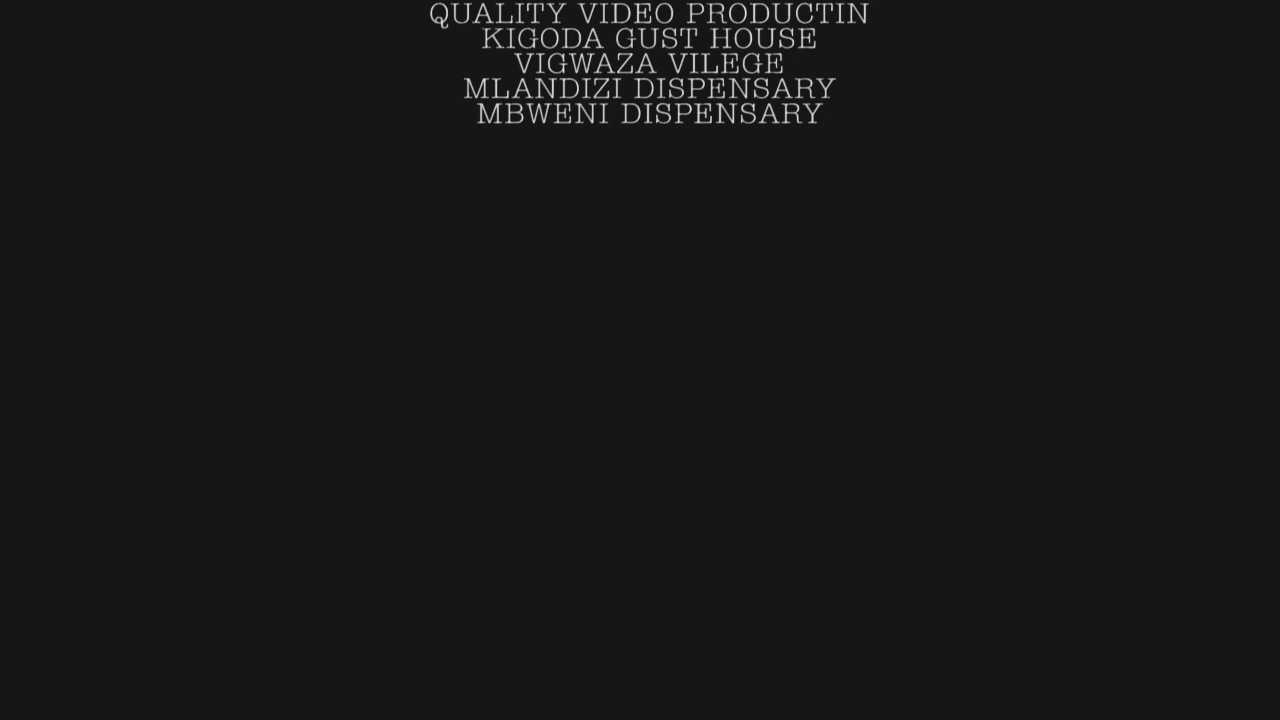 QUALITY VIDEO PRODUCTIN
KIGODA GUST HOUSE
VIGWAZA VILEGE
MLANDIZI DISPENSARY
MBWENI DISPENSARY